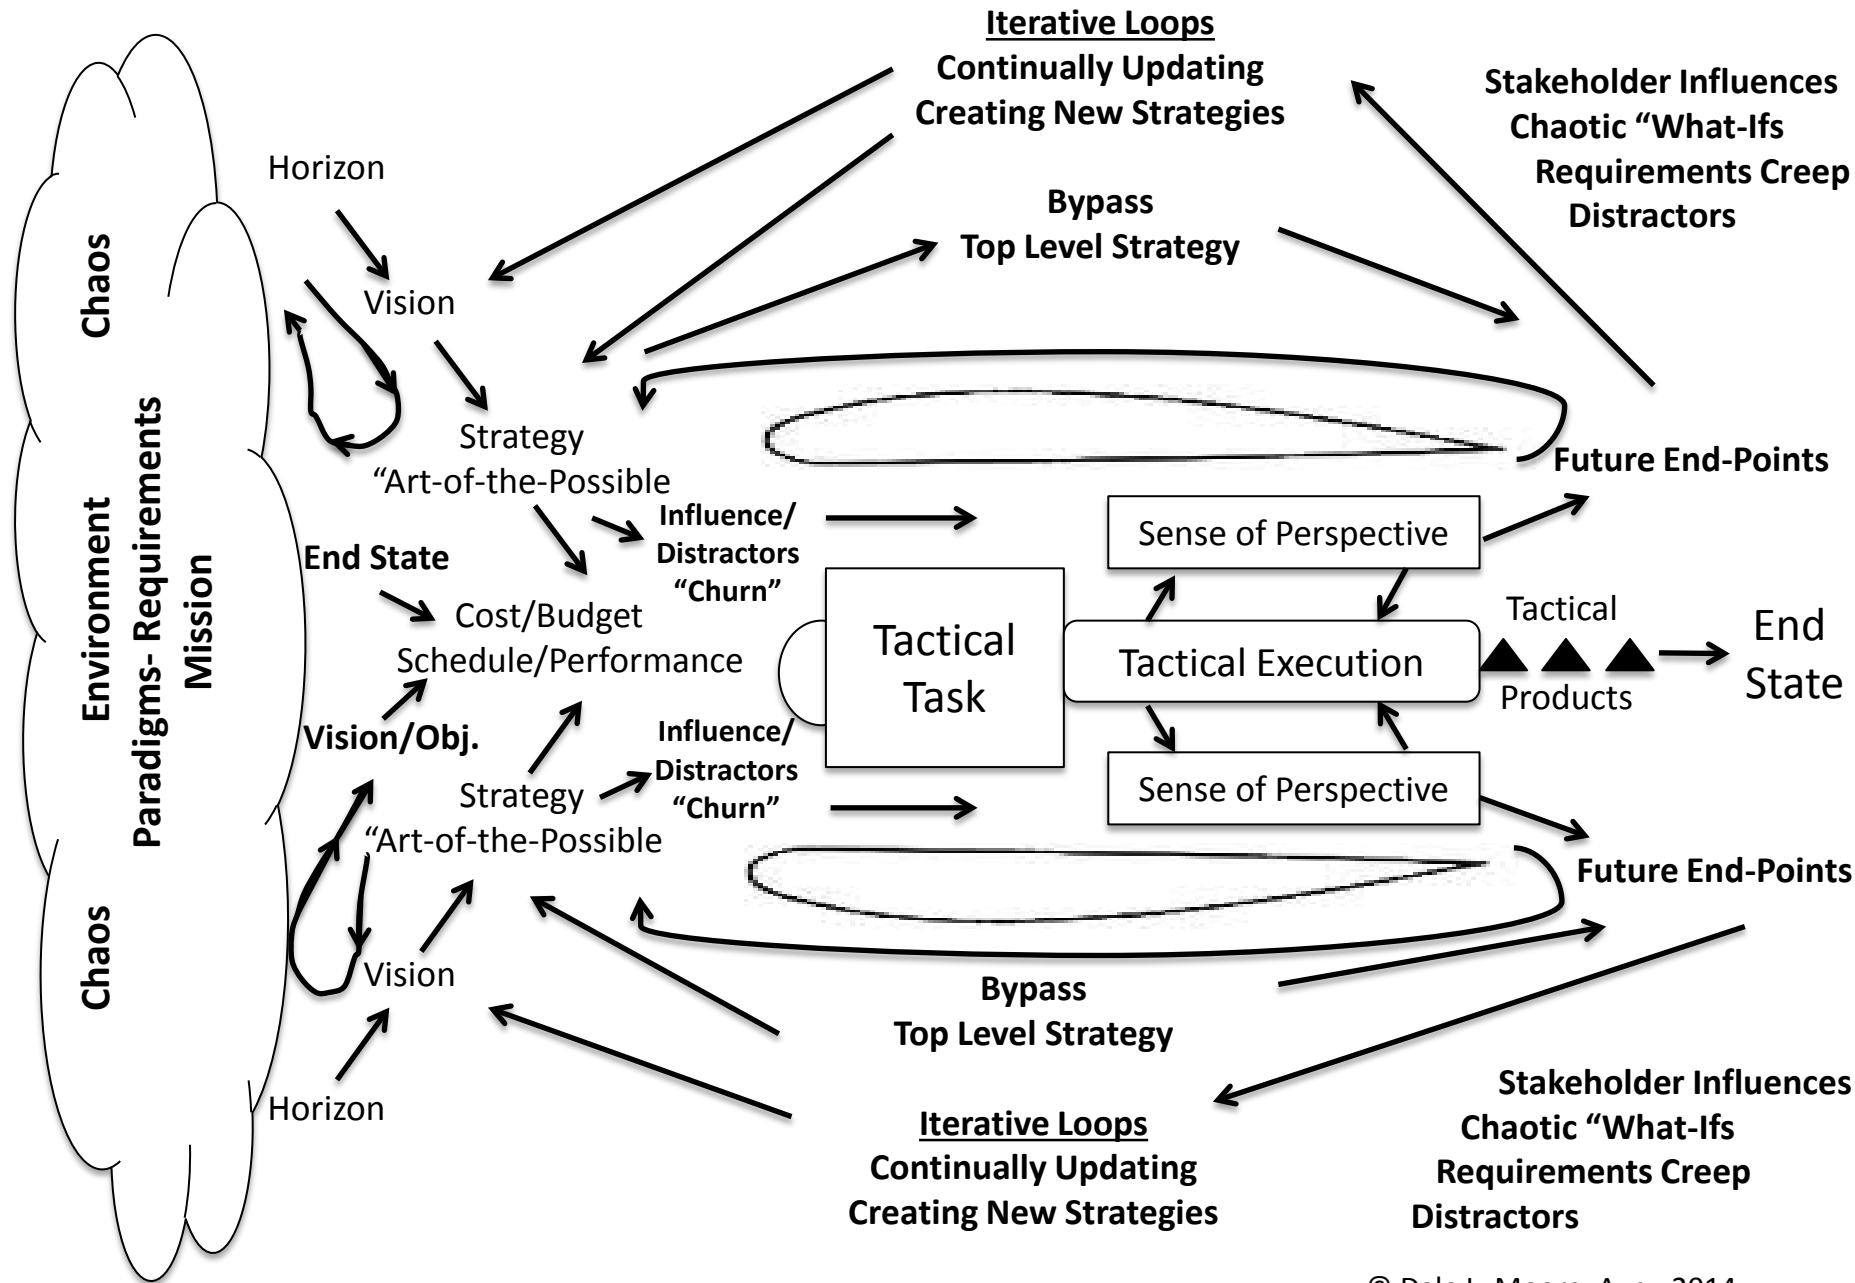 Iterative Loops
Continually Updating
Creating New Strategies
Stakeholder Influences
Chaotic “What-Ifs
Requirements Creep
Distractors
Horizon
Bypass
Top Level Strategy
Vision
Chaos
Environment
Paradigms- Requirements
Mission
Chaos
Strategy
“Art-of-the-Possible
Future End-Points
Influence/
Distractors
“Churn”
Sense of Perspective
End State
Cost/Budget
Schedule/Performance
Tactical
Task
Tactical Execution
Tactical
Products
End
State
Vision/Obj.
Influence/
Distractors
“Churn”
Strategy
“Art-of-the-Possible
Sense of Perspective
Future End-Points
Vision
Bypass
Top Level Strategy
Horizon
Iterative Loops
Continually Updating
Creating New Strategies
Stakeholder Influences
Chaotic “What-Ifs
Requirements Creep
Distractors
© Dale L. Moore 2014